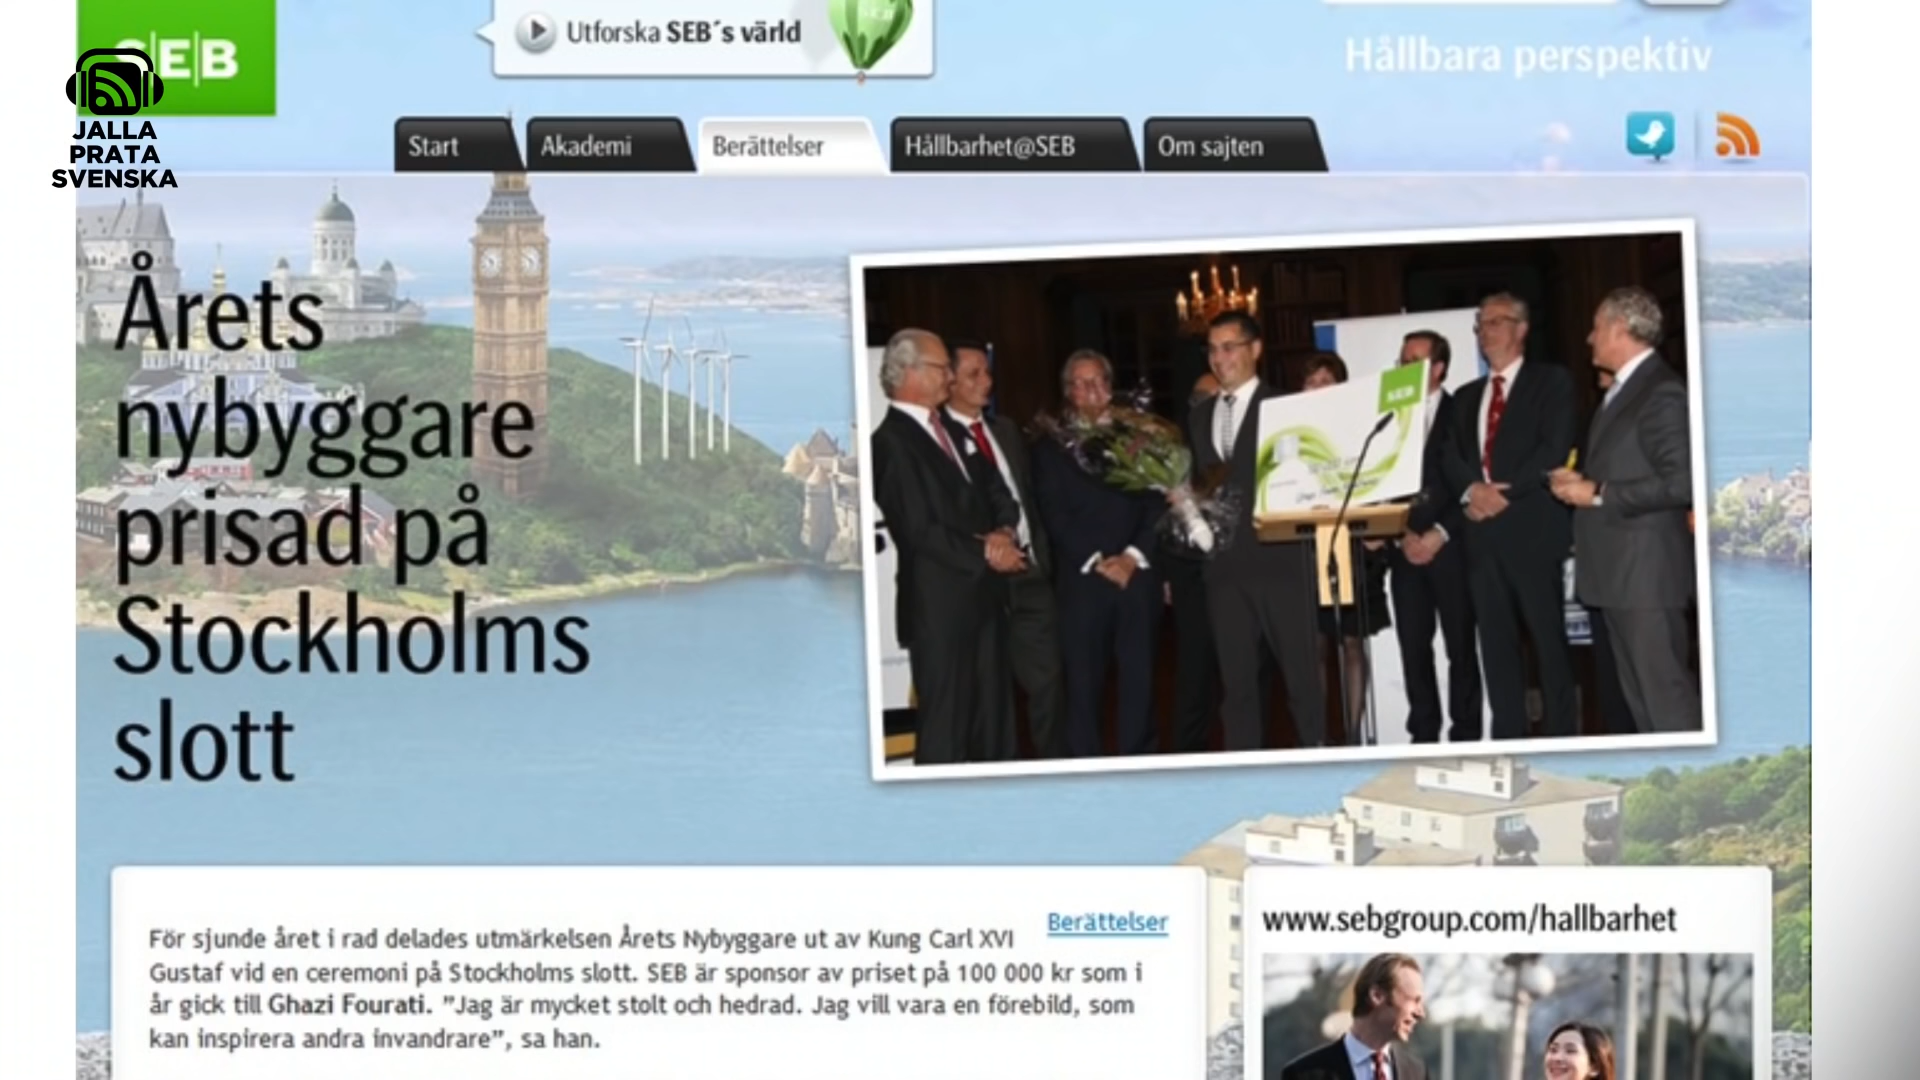 SEB
JALLA
PRATA
SVENSKA
Utforska SEB´s värld
Hållbara perspektiv
Start
Akademi
Berättelser
Hållbarhet@SEB
Om sajten
Årets
nybyggare
prisad på
Stockholms
slott
SEB
Berättelser
För sjunde året i rad delades utmärkelsen Årets Nybyggare ut av Kung Carl XVI
Gustaf vid en ceremoni på Stockholms slott. SEB är sponsor av priset på 100 000 kr som i
år gick till Ghazi Fourati. ”Jag är mycket stolt och hedrad. Jag vill vara en förebild, som
kan inspirera andra invandrare”, sa han.
www.sebgroup.com/hallbarhet